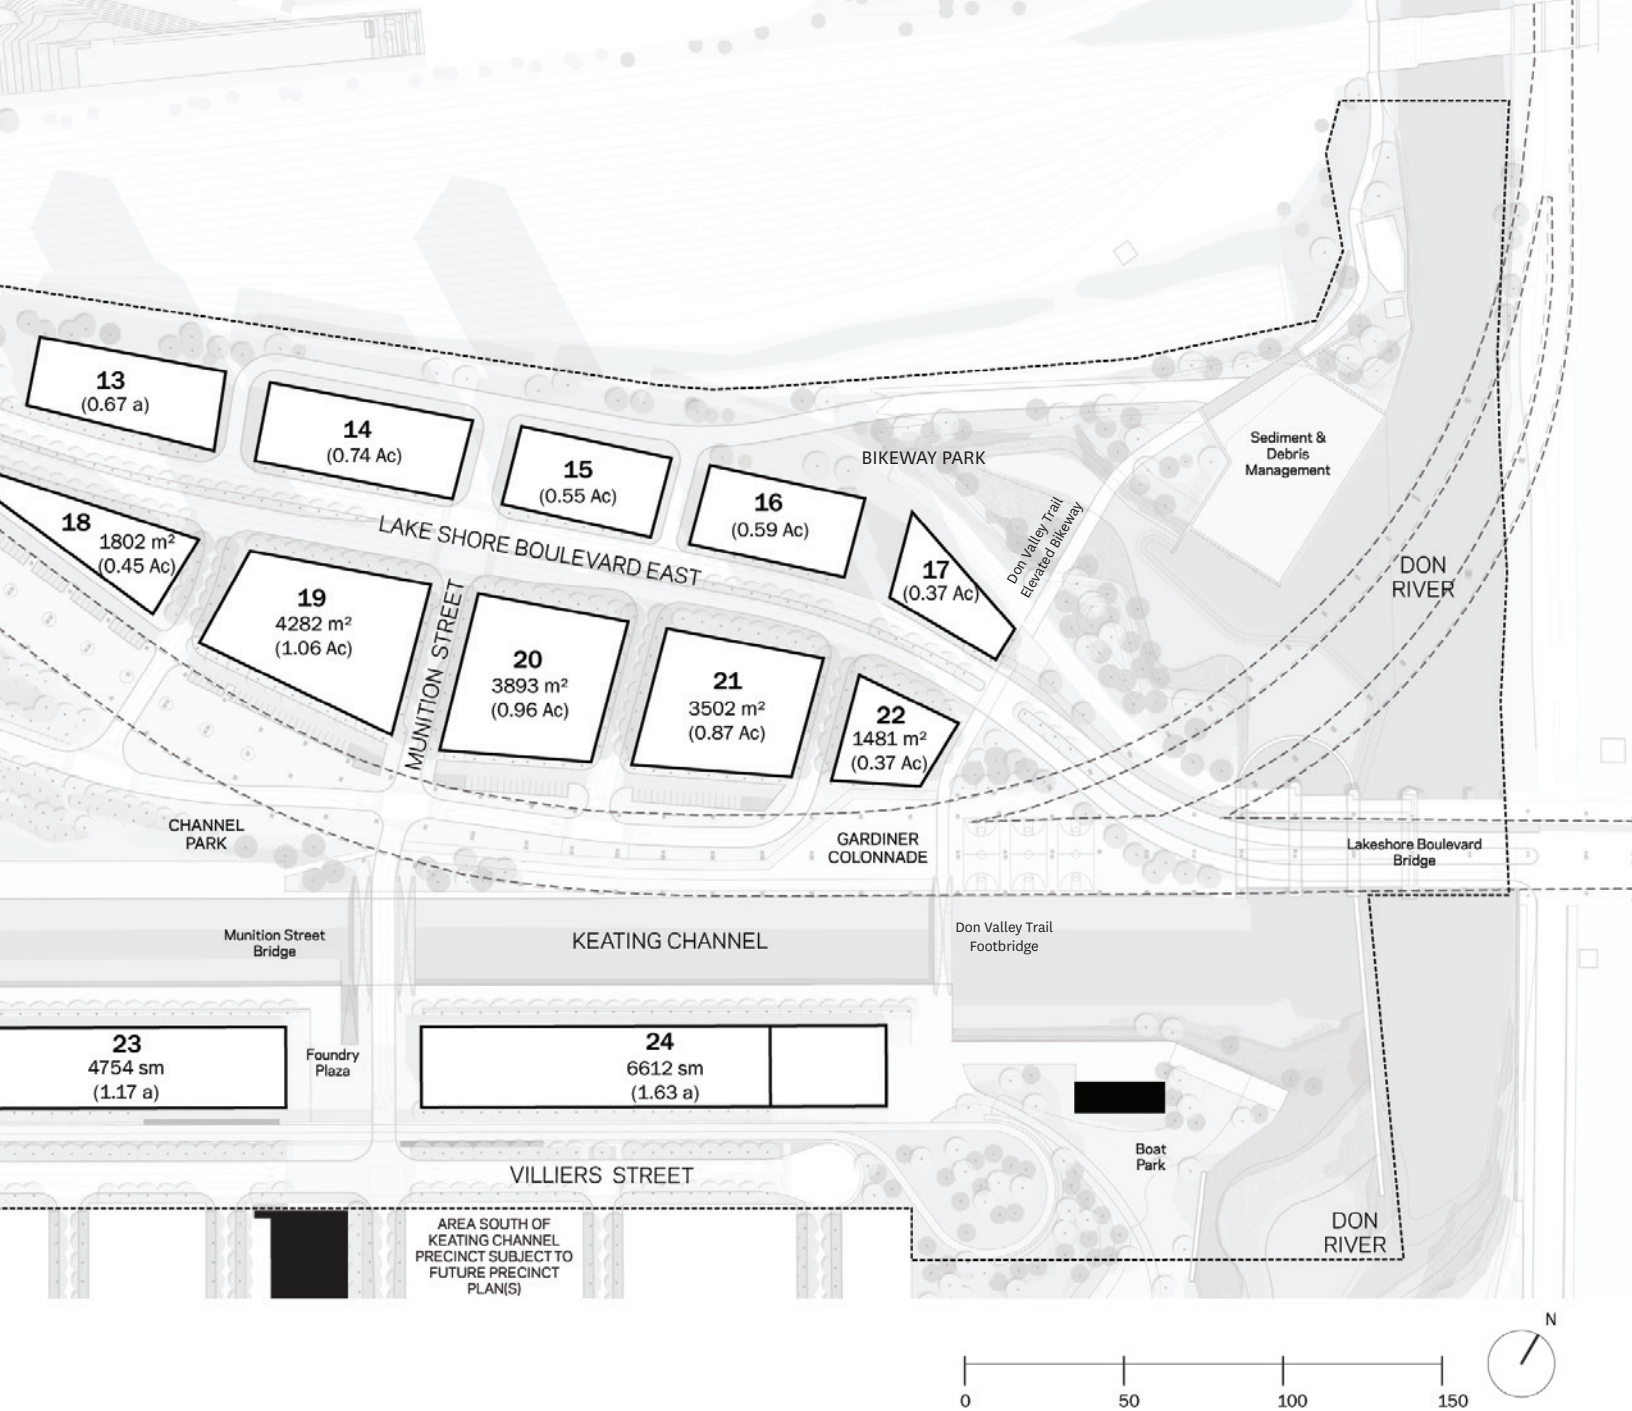 13
(0.67 a)
14
(0.74 Ac)
15
(0.55 Ac)
16
(0.59 Ac)
BIKEWAY PARK
Sediment &
Debris
Management
18
1802 m²
(0.45 Ac)
LAKE SHORE BOULEVARD EAST
17
(0.37 Ac)
Don Valley Trail
Elevated Bikeway
DON
RIVER
19
4282 m²
(1.06 Ac)
MUNITION STREET
20
3893 m²
(0.96 Ac)
21
3502 m²
(0.87 Ac)
22
1481 m²
(0.37 Ac)
CHANNEL
PARK
GARDINER
COLONNADE
Lakeshore Boulevard
Bridge
Munition Street
Bridge
KEATING CHANNEL
Don Valley Trail
Footbridge
23
4754 sm
(1.17 a)
Foundry
Plaza
24
6612 sm
(1.63 a)
Boat
Park
VILLIERS STREET
DON
RIVER
AREA SOUTH OF
KEATING CHANNEL
PRECINCT SUBJECT TO
FUTURE PRECINCT
PLAN(S)
N
0
50
100
150